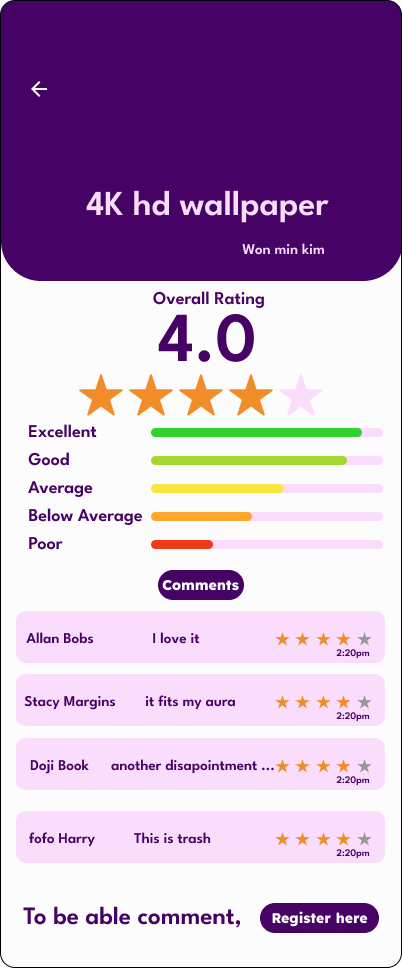 4K hd wallpaper
Won min kim
Overall Rating
4.0
Excellent
Good
Average
Below Average
Poor
Comments
Allan Bobs I love it
2:20pm
Stacy Margins it fits my aura
2:20pm
Doji Book another disapointment ...
2:20pm
fofo Harry This is trash
2:20pm
To be able comment, Register here